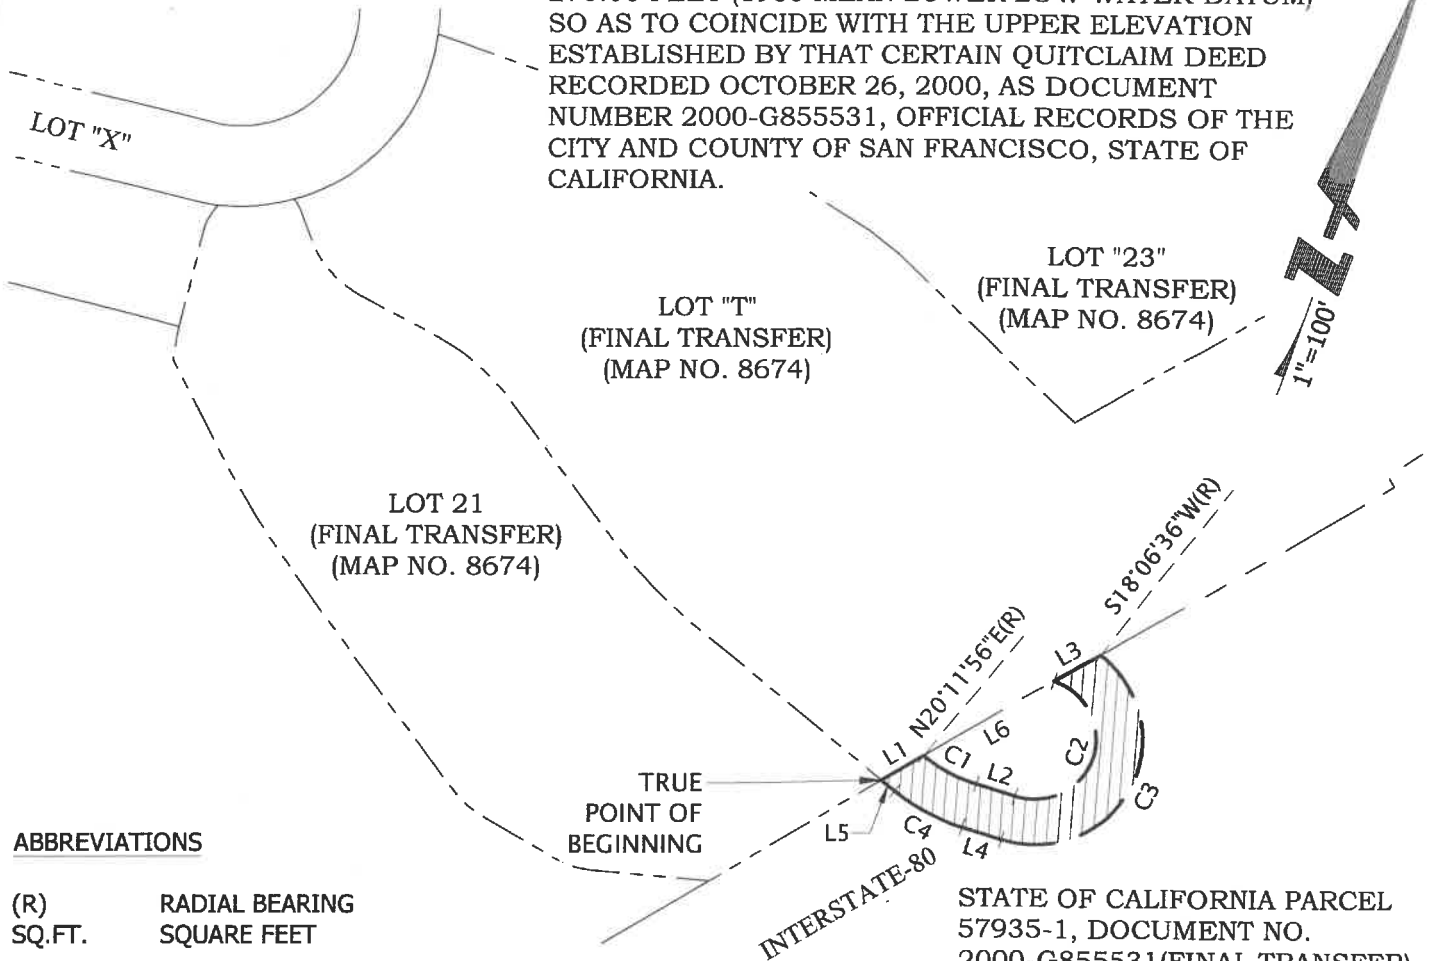 SO AS TO COINCIDE WITH THE UPPER ELEVATION
ESTABLISHED BY THAT CERTAIN QUITCLAIM DEED
RECORDED OCTOBER 26, 2000, AS DOCUMENT
NUMBER 2000-G855531, OFFICIAL RECORDS OF THE
CITY AND COUNTY OF SAN FRANCISCO, STATE OF
CALIFORNIA.
LOT "X"
LOT "23"
(FINAL TRANSFER)
(MAP NO. 8674)
LOT "T"
(FINAL TRANSFER)
(MAP NO. 8674)
1"=100'
LOT 21
(FINAL TRANSFER)
(MAP NO. 8674)
S18°06'36"W(R)
N20°11'56"E(R)
L3
L1
L6
C1
L2
C2
C3
TRUE
POINT OF
BEGINNING
L5
C4
L4
INTERSTATE-80
ABBREVIATIONS
(R) RADIAL BEARING
SQ.FT. SQUARE FEET
STATE OF CALIFORNIA PARCEL
57935-1, DOCUMENT NO.
2000-G855531(FINAL TRANSFER)